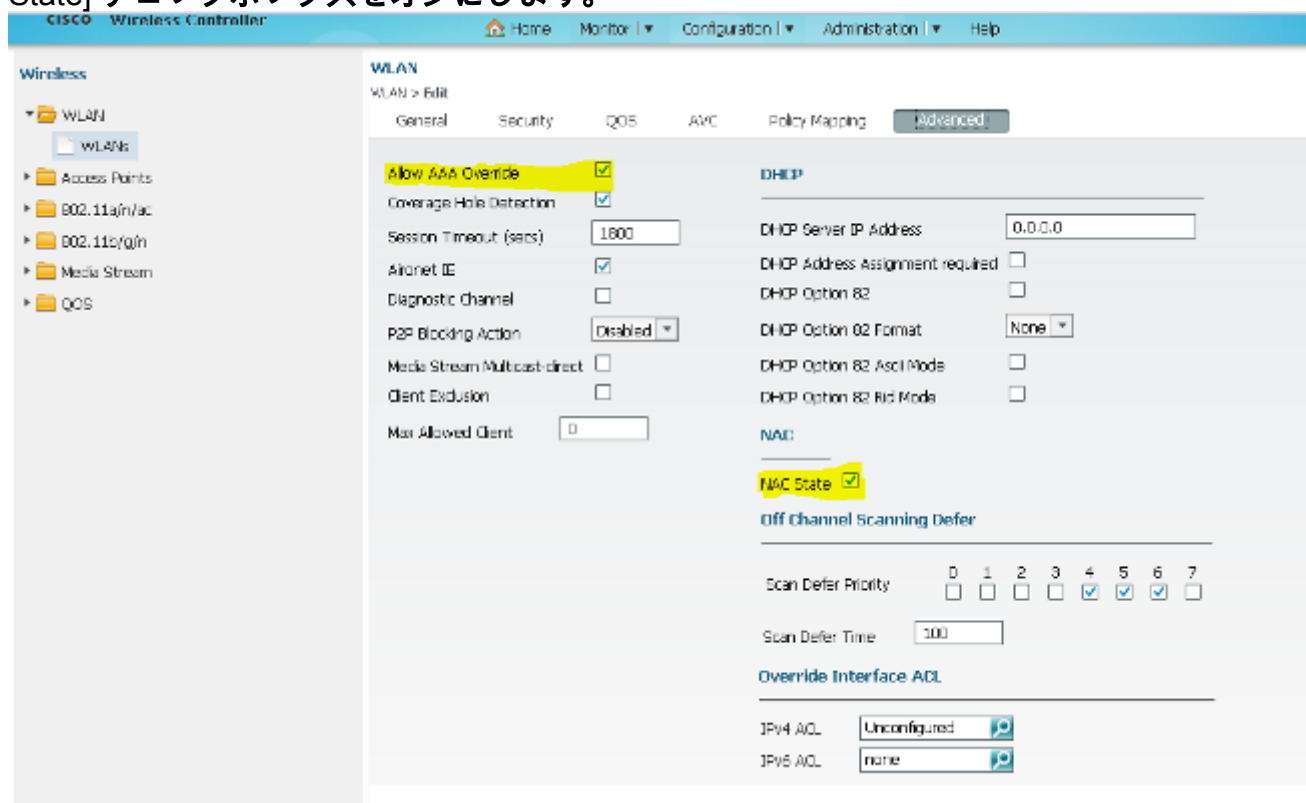 State] チェックボックスをオンにします。
CISCO Wireless Controller
Home Monitor Configuration Administration Help
Wireless
WLAN
WLANs
Access Points
802.11a/n/ac
802.11b/g/n
Media Stream
QOS
WLAN
WLAN > Edit
General Security QOS AVC Policy Mapping Advanced
Allow AAA Override
Coverage Hole Detection
Session Timeout (secs) 1800
Aironet IE
Diagnostic Channel
P2P Blocking Action Disabled
Media Stream Multicast-direct
Client Exclusion
Max Allowed Client 0
DHCP
DHCP Server IP Address 0.0.0.0
DHCP Address Assignment required
DHCP Option 82
DHCP Option 82 Format None
DHCP Option 82 Ascii Mode
DHCP Option 82 Rid Mode
NAC
NAC State
Off Channel Scanning Defer
0 1 2 3 4 5 6 7
Scan Defer Priority
Scan Defer Time 100
Override Interface ACL
IPv4 ACL Unconfigured
IPv6 ACL none